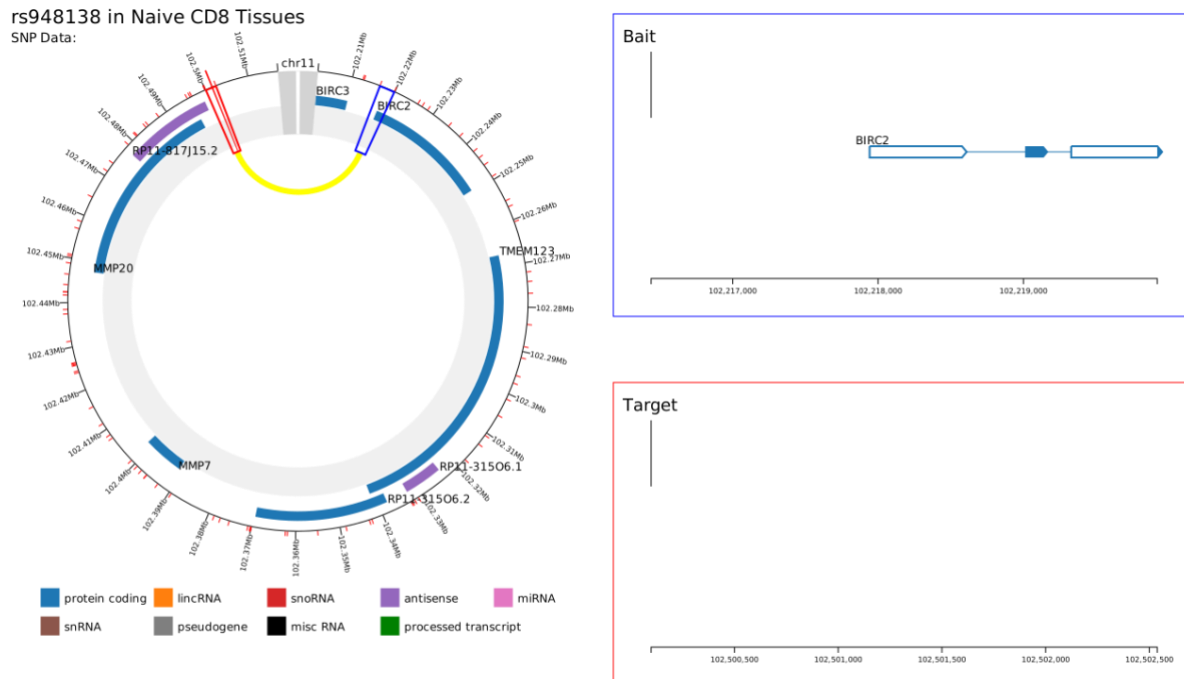 rs948138 in Naive CD8 Tissues
SNP Data:
chr11
102.21Mb
102.22Mb
102.23Mb
102.24Mb
102.25Mb
102.26Mb
102.27Mb
102.28Mb
102.29Mb
102.3Mb
102.31Mb
102.32Mb
102.33Mb
102.34Mb
102.35Mb
102.36Mb
102.37Mb
102.38Mb
102.39Mb
102.4Mb
102.41Mb
102.42Mb
102.43Mb
102.44Mb
102.45Mb
102.46Mb
102.47Mb
102.48Mb
102.49Mb
102.5Mb
102.51Mb
BIRC3
BIRC2
TMEM123
RP11-315O6.1
RP11-315O6.2
MMP7
MMP20
RP11-817J15.2
protein coding
lincRNA
snoRNA
antisense
miRNA
snRNA
pseudogene
misc RNA
processed transcript
Bait
BIRC2
102,217,000
102,218,000
102,219,000
Target
102,500,500
102,501,000
102,501,500
102,502,000
102,502,500